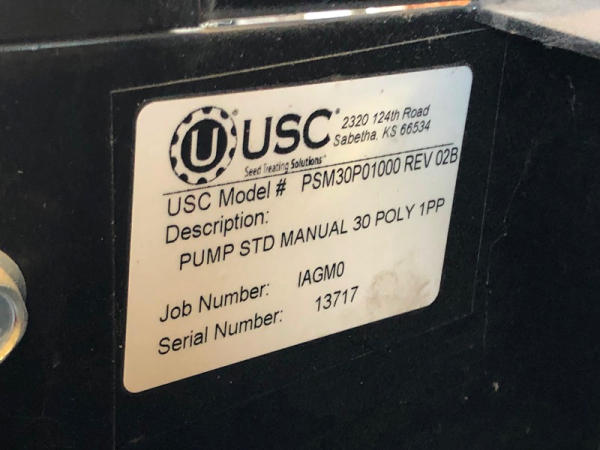 U USC
2320 124th Road
Sabetha, KS 66534
Seed Treating Solutions
USC Model # PSM30P01000 REV 02B
Description:
PUMP STD MANUAL 30 POLY 1PP
Job Number: IAGM0
Serial Number: 13717